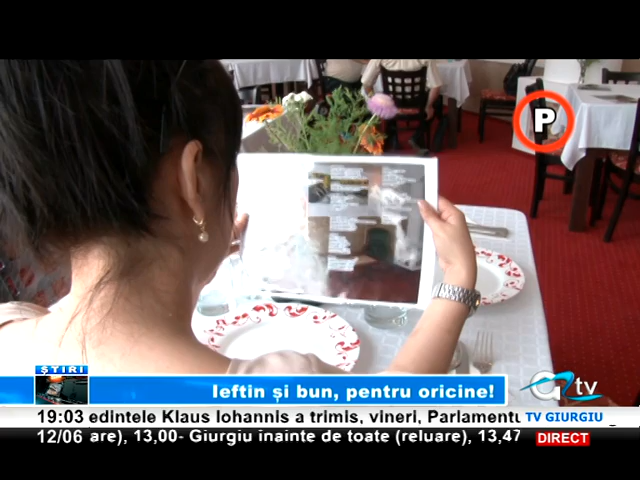 P
ȘTIRI
Ieftin și bun, pentru oricine!
G tv
19:03 edintele Klaus Iohannis a trimis, vineri, Parlamentu TV GIURGIU
12/06 are), 13,00- Giurgiu inainte de toate (reluare), 13,47 DIRECT